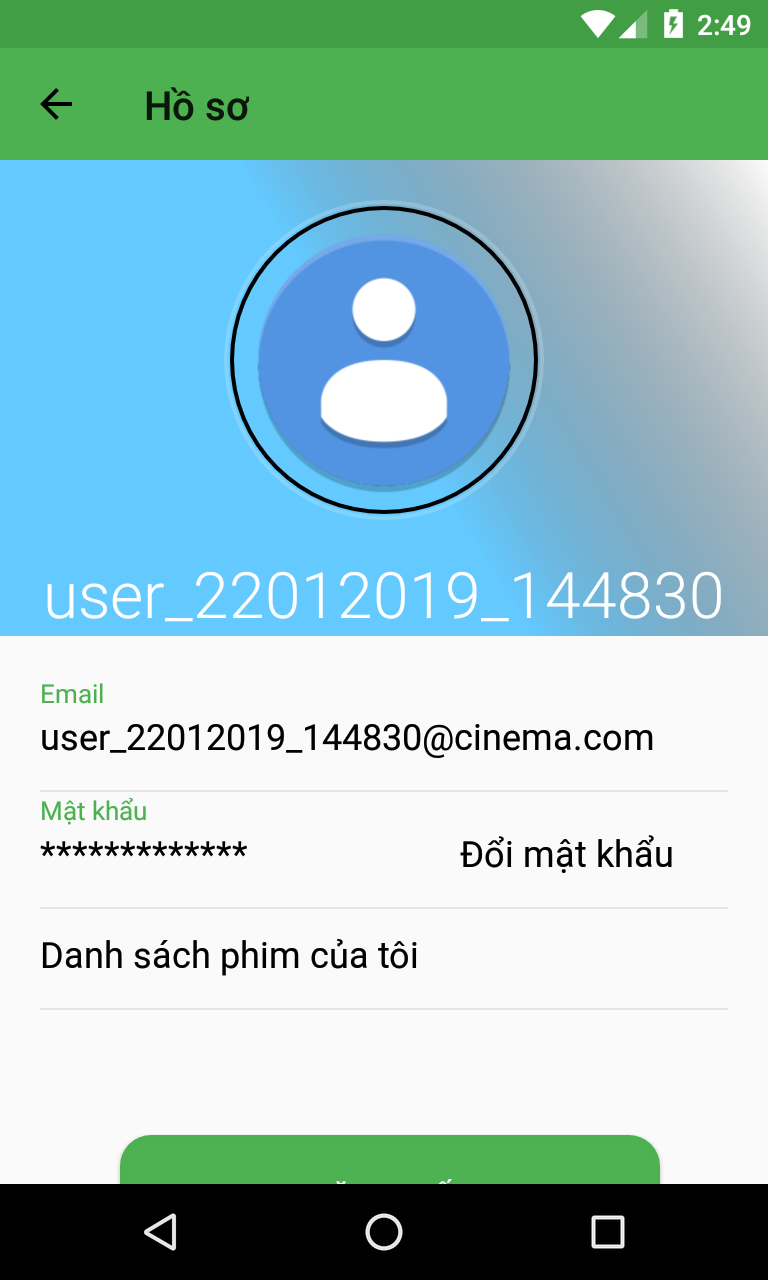 2:49
Hồ sơ
user_22012019_144830
Email
user_22012019_144830@cinema.com
Mật khẩu
************* Đổi mật khẩu
Danh sách phim của tôi